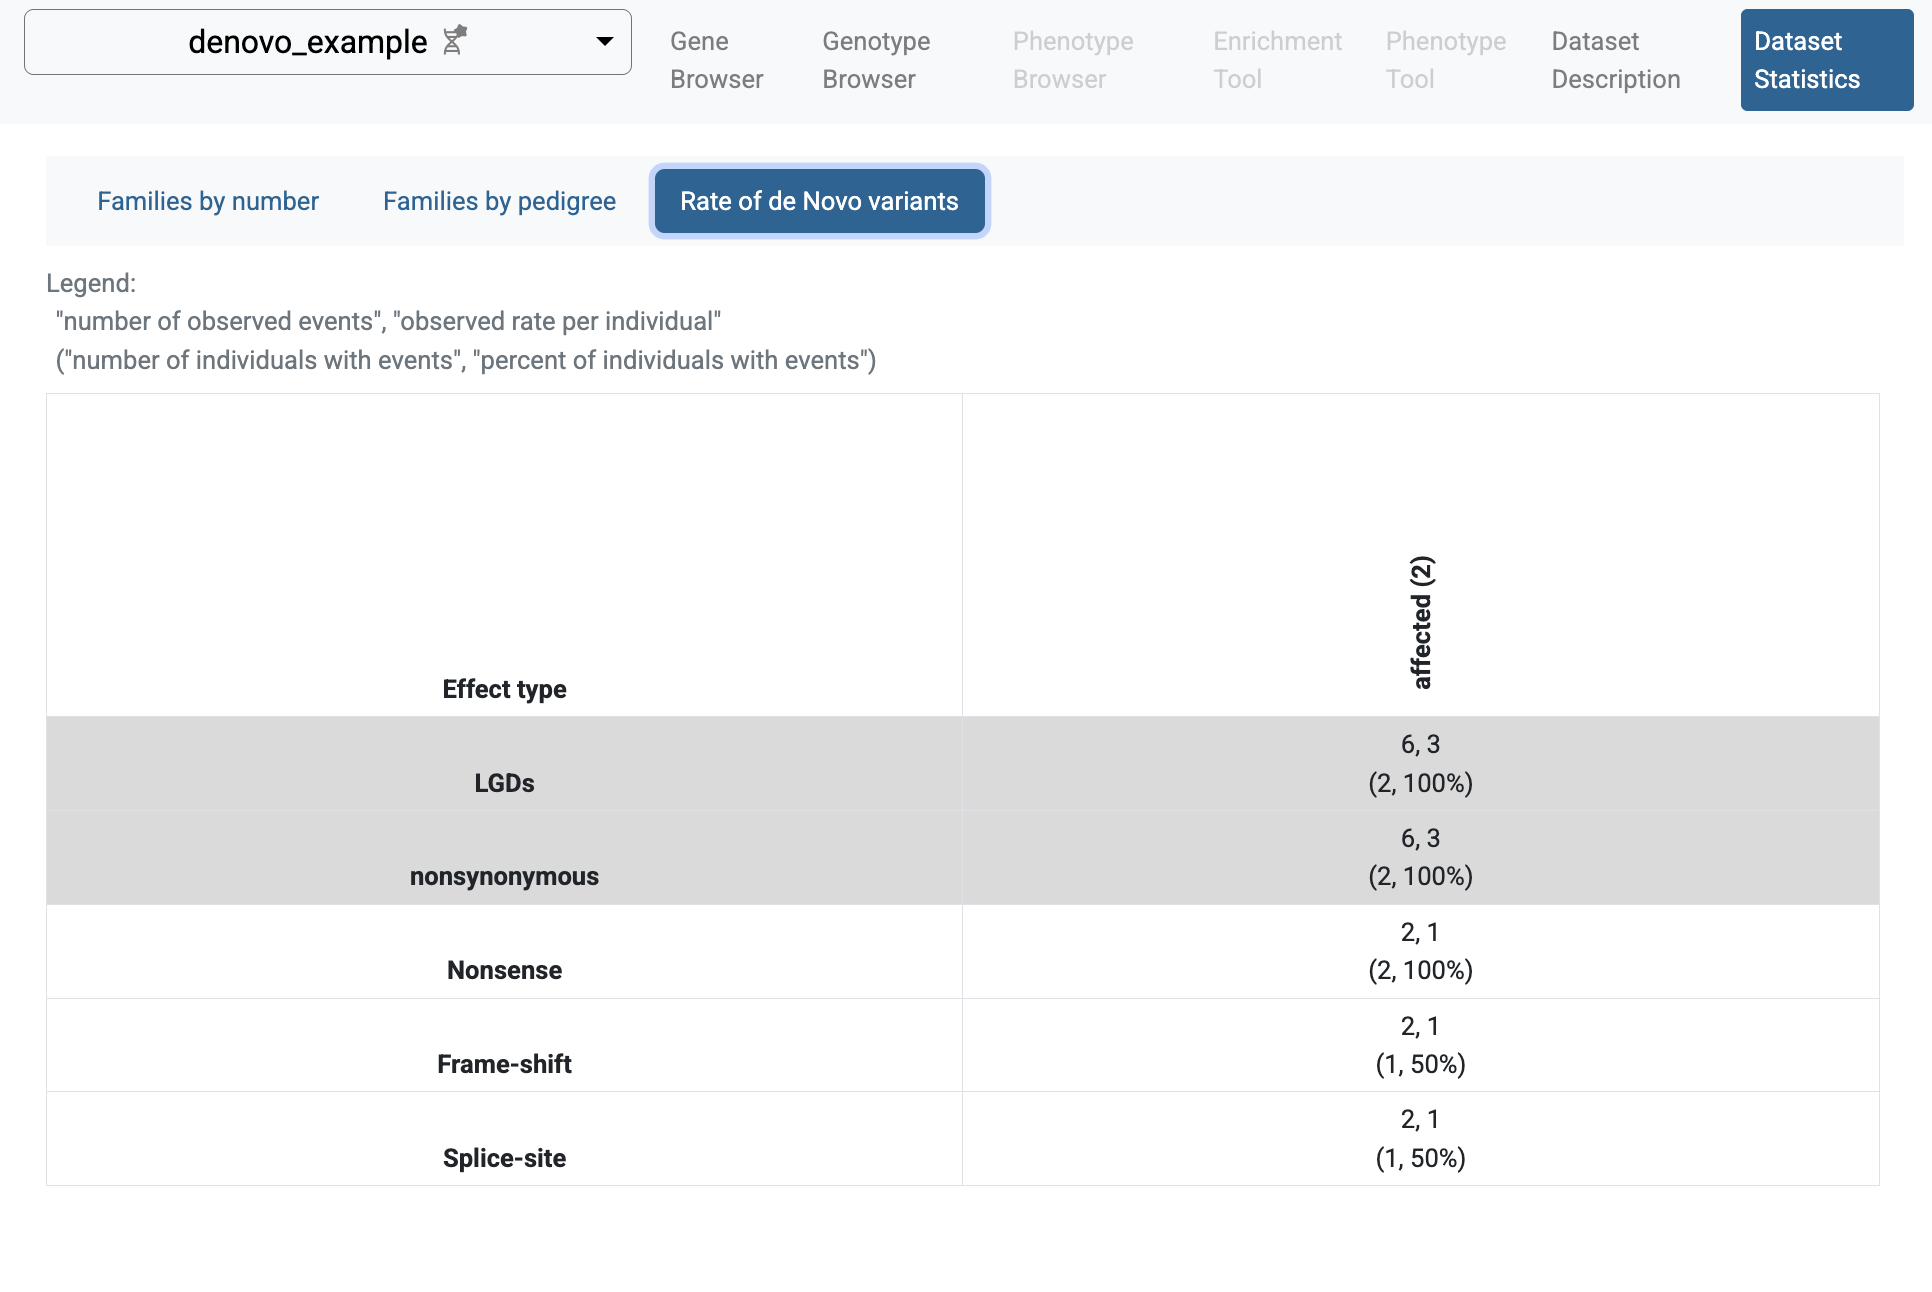 denovo_example
Gene Browser
Genotype Browser
Phenotype Browser
Enrichment Tool
Phenotype Tool
Dataset Description
Dataset Statistics
Families by number
Families by pedigree
Rate of de Novo variants
Legend:
"number of observed events", "observed rate per individual"
("number of individuals with events", "percent of individuals with events")
Effect type
affected (2)
LGDs
6, 3
(2, 100%)
nonsynonymous
6, 3
(2, 100%)
Nonsense
2, 1
(2, 100%)
Frame-shift
2, 1
(1, 50%)
Splice-site
2, 1
(1, 50%)